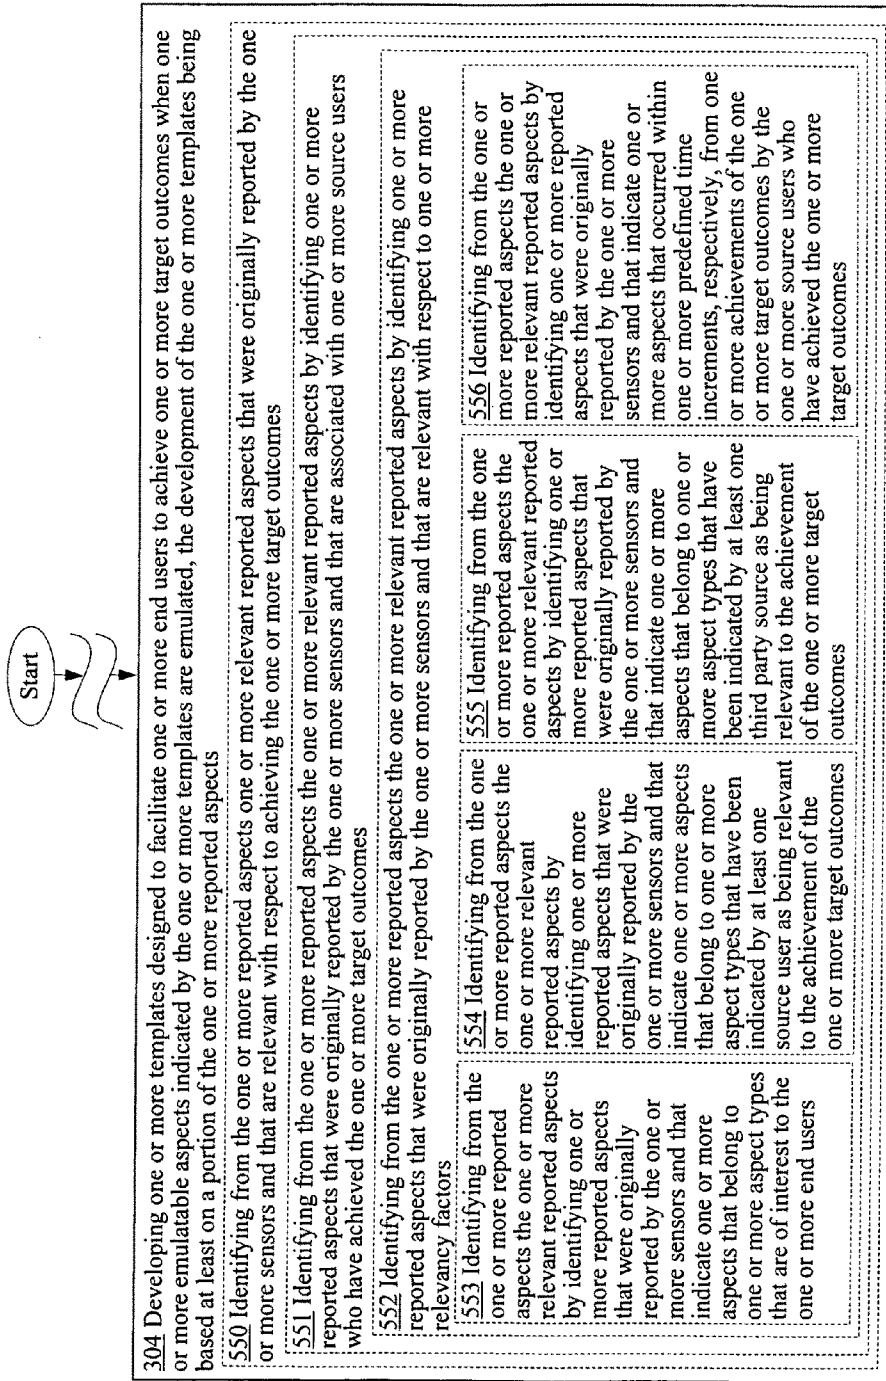 Start
304 Developing one or more templates designed to facilitate one or more end users to achieve one or more target outcomes when one
or more emulatable aspects indicated by the one or more templates are emulated, the development of the one or more templates being
based at least on a portion of the one or more reported aspects
550 Identifying from the one or more reported aspects one or more relevant reported aspects that were originally reported by the one
or more sensors and that are relevant with respect to achieving the one or more target outcomes
551 Identifying from the one or more reported aspects the one or more relevant reported aspects by identifying one or more
reported aspects that were originally reported by the one or more sensors and that are associated with one or more source users
who have achieved the one or more target outcomes
552 Identifying from the one or more reported aspects the one or more relevant reported aspects by identifying one or more
reported aspects that were originally reported by the one or more sensors and that are relevant with respect to one or more
relevancy factors
553 Identifying from the
one or more reported
aspects the one or more
relevant reported aspects
by identifying one or
more reported aspects
that were originally
reported by the one or
more sensors and that
indicate one or more
aspects that belong to
one or more aspect types
that are of interest to the
one or more end users
554 Identifying from the one
or more reported aspects the
one or more relevant
reported aspects by
identifying one or more
reported aspects that were
originally reported by the
one or more sensors and that
indicate one or more aspects
that belong to one or more
aspect types that have been
indicated by at least one
source user as being relevant
to the achievement of the
one or more target outcomes
555 Identifying from the one
or more reported aspects the
one or more relevant reported
aspects by identifying one or
more reported aspects that
were originally reported by
the one or more sensors and
that indicate one or more
aspects that belong to one or
more aspect types that have
been indicated by at least one
third party source as being
relevant to the achievement
of the one or more target
outcomes
556 Identifying from the one or
more reported aspects the one or
more relevant reported aspects by
identifying one or more reported
aspects that were originally
reported by the one or more
sensors and that indicate one or
more aspects that occurred within
one or more predefined time
increments, respectively, from one
or more achievements of the one
or more target outcomes by the
one or more source users who
have achieved the one or more
target outcomes